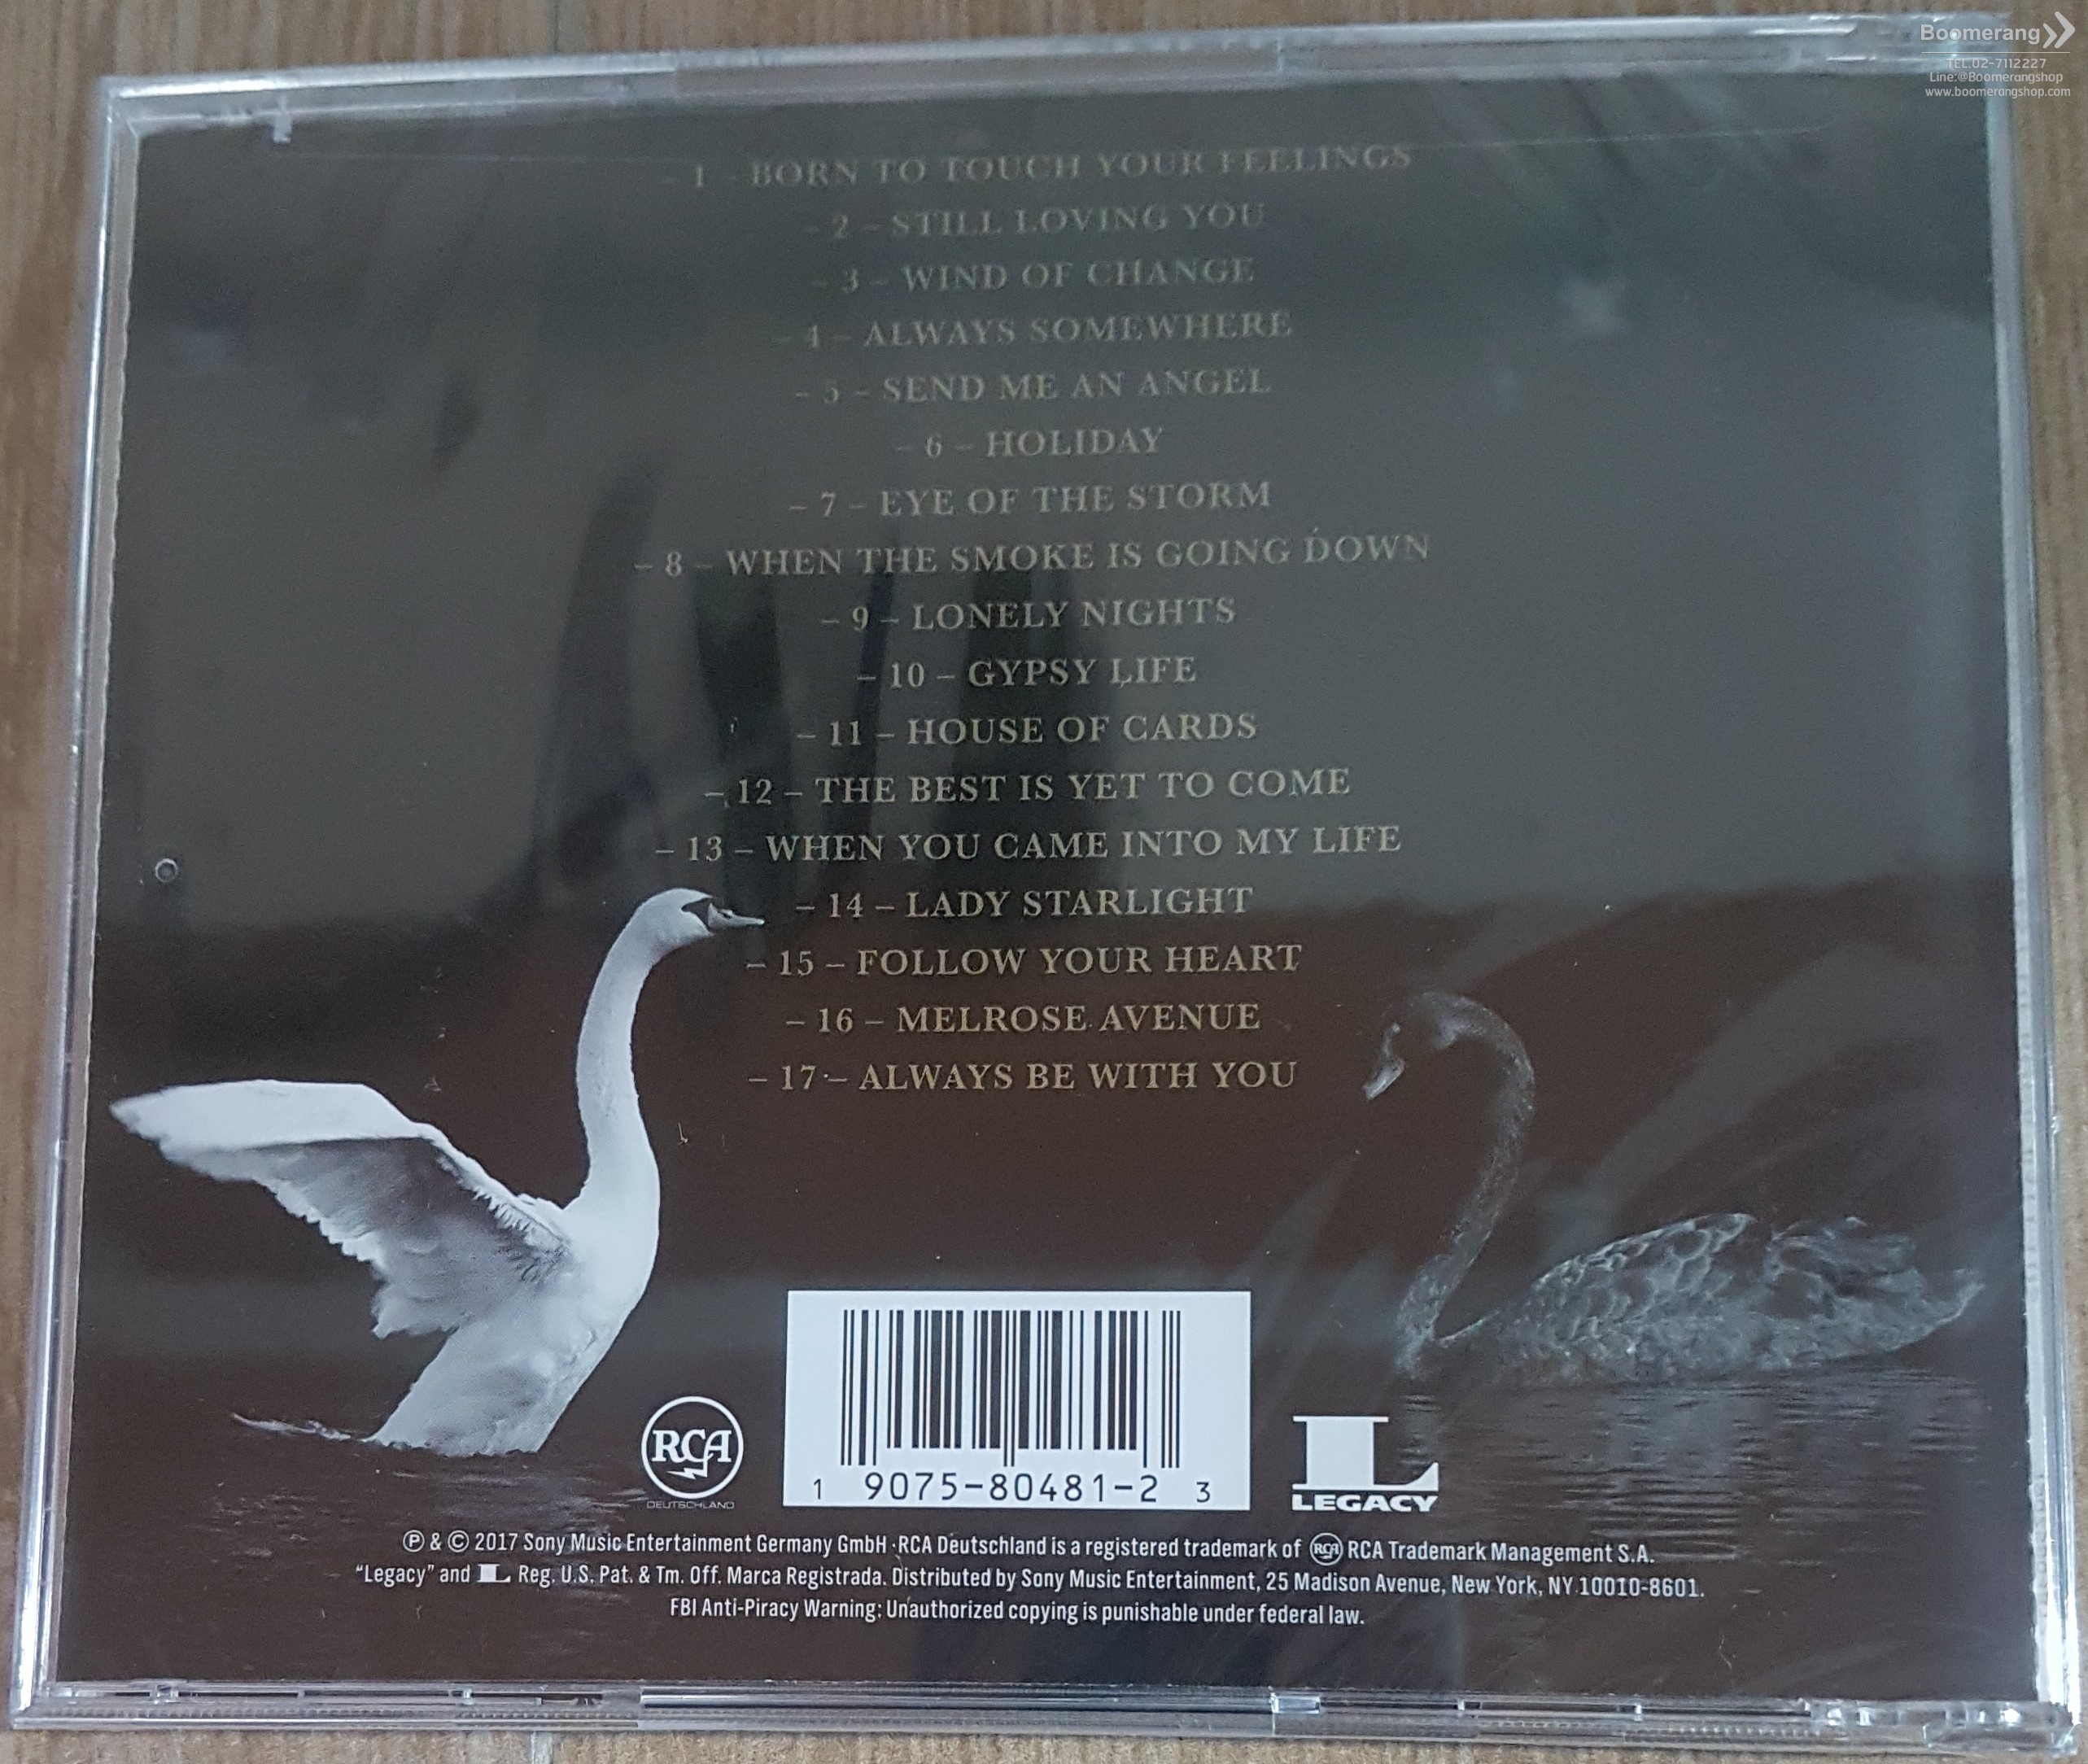 Boomerang
TEL.02-7112227
Line:@Boomerangshop
www.boomerangshop.com
– 1 – BORN TO TOUCH YOUR FEELINGS
– 2 – STILL LOVING YOU
– 3 – WIND OF CHANGE
– 4 – ALWAYS SOMEWHERE
– 5 – SEND ME AN ANGEL
– 6 – HOLIDAY
– 7 – EYE OF THE STORM
– 8 – WHEN THE SMOKE IS GOING DOWN
– 9 – LONELY NIGHTS
– 10 – GYPSY LIFE
– 11 – HOUSE OF CARDS
– 12 – THE BEST IS YET TO COME
– 13 – WHEN YOU CAME INTO MY LIFE
– 14 – LADY STARLIGHT
– 15 – FOLLOW YOUR HEART
– 16 – MELROSE AVENUE
– 17 – ALWAYS BE WITH YOU
RCA
DEUTSCHLAND
1 9075-80481-2 3
L
LEGACY
℗ & © 2017 Sony Music Entertainment Germany GmbH · RCA Deutschland is a registered trademark of RCA RCA Trademark Management S.A.
“Legacy” and L Reg. U.S. Pat. & Tm. Off. Marca Registrada. Distributed by Sony Music Entertainment, 25 Madison Avenue, New York, NY 10010-8601.
FBI Anti-Piracy Warning: Unauthorized copying is punishable under federal law.